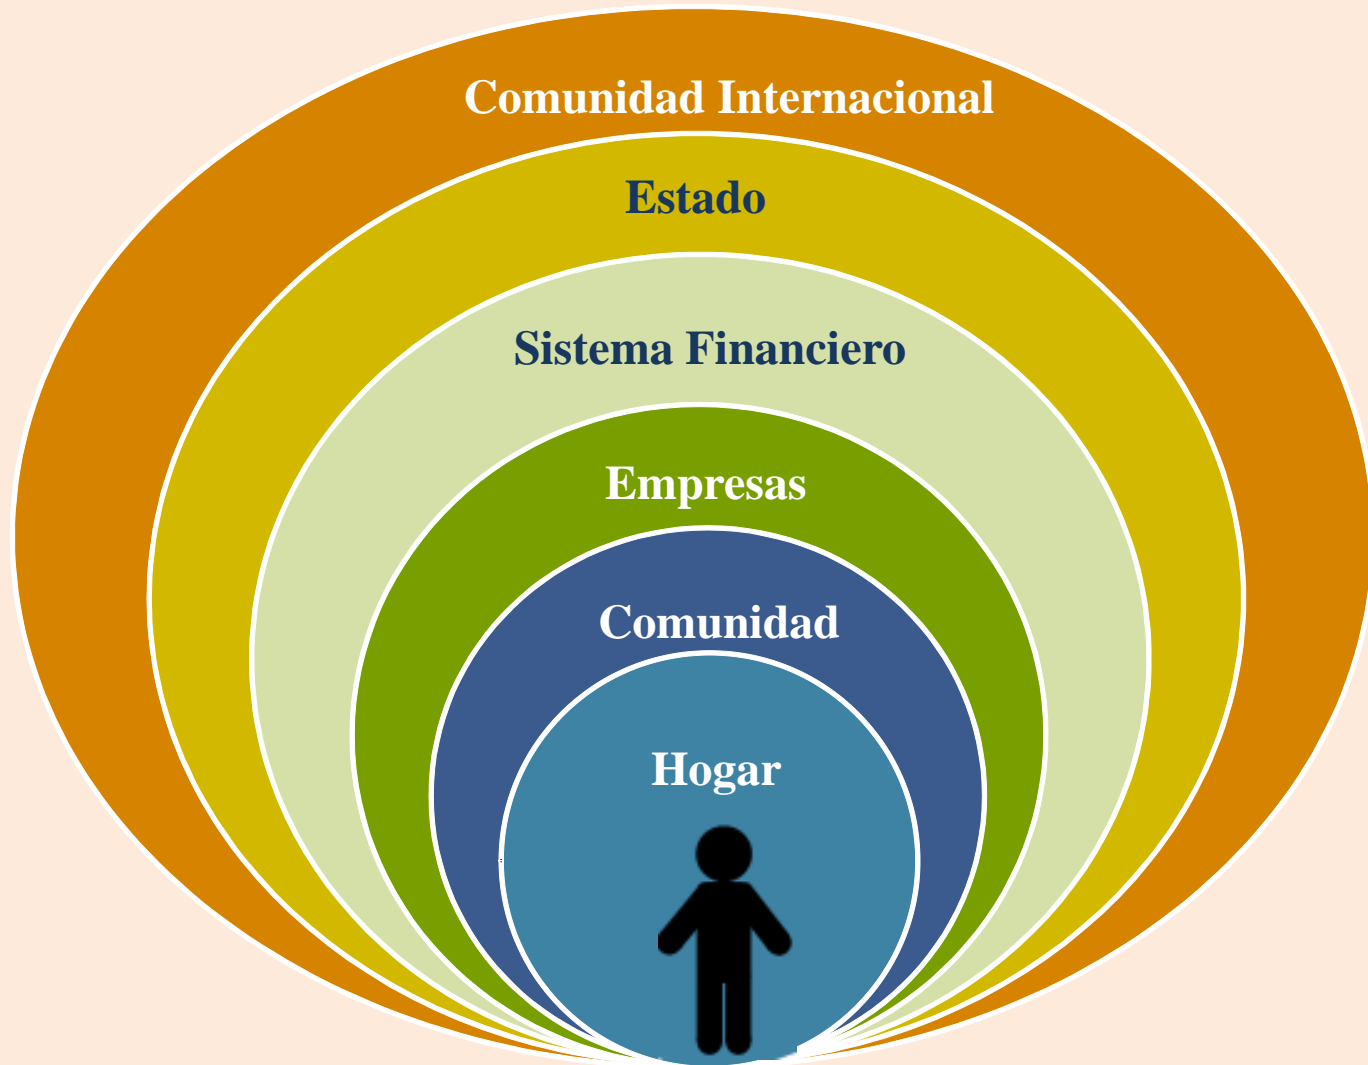 Comunidad Internacional
Estado
Sistema Financiero
Empresas
Comunidad
Hogar